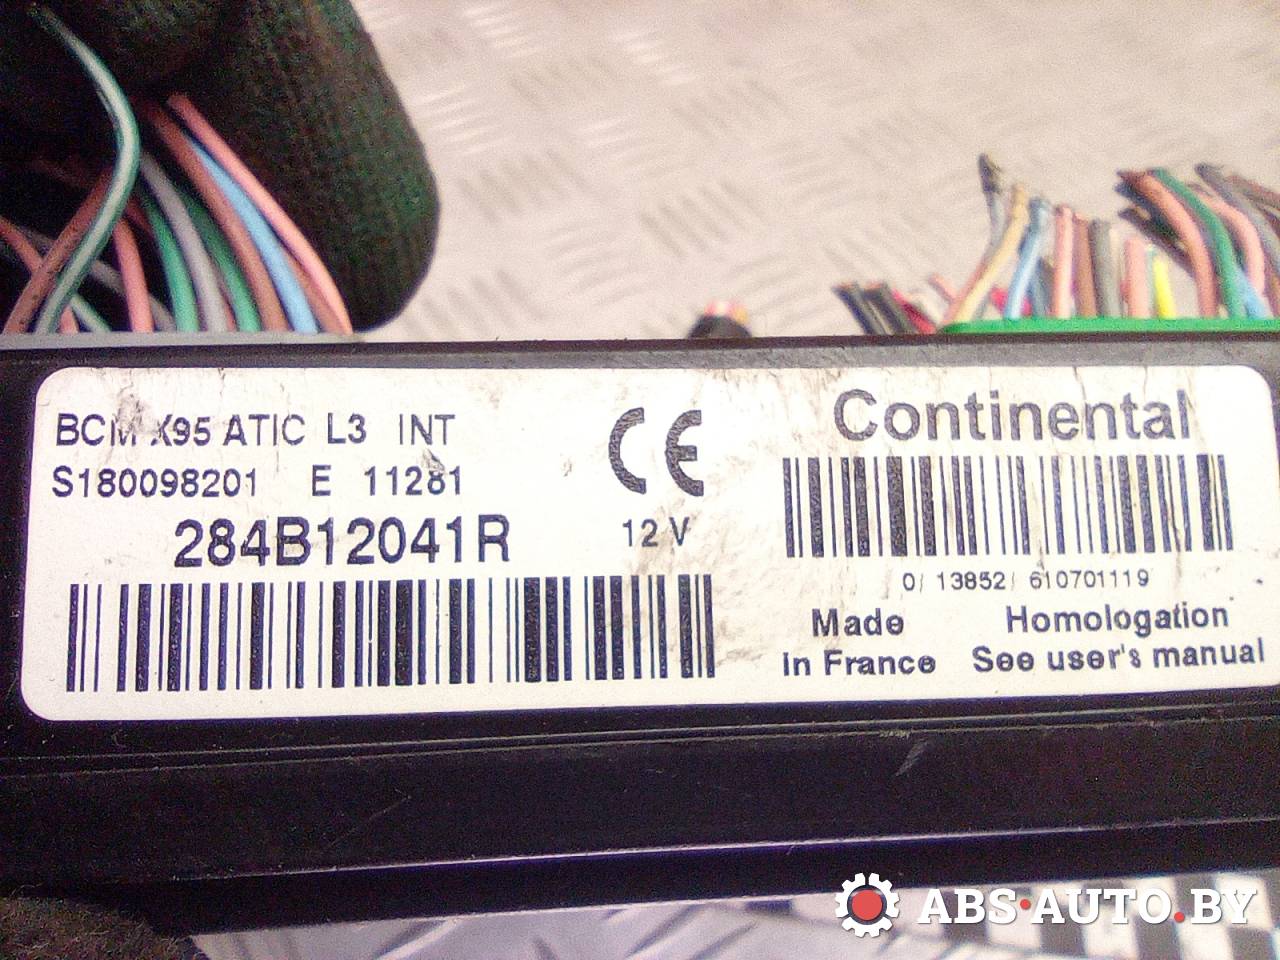 BCM X95 ATIC L3 INT
S180098201 E 11281
284B12041R
CE
12 V
Continental
0/ 13852/ 610701119
Made in France
Homologation See user's manual
ABS·AUTO.BY